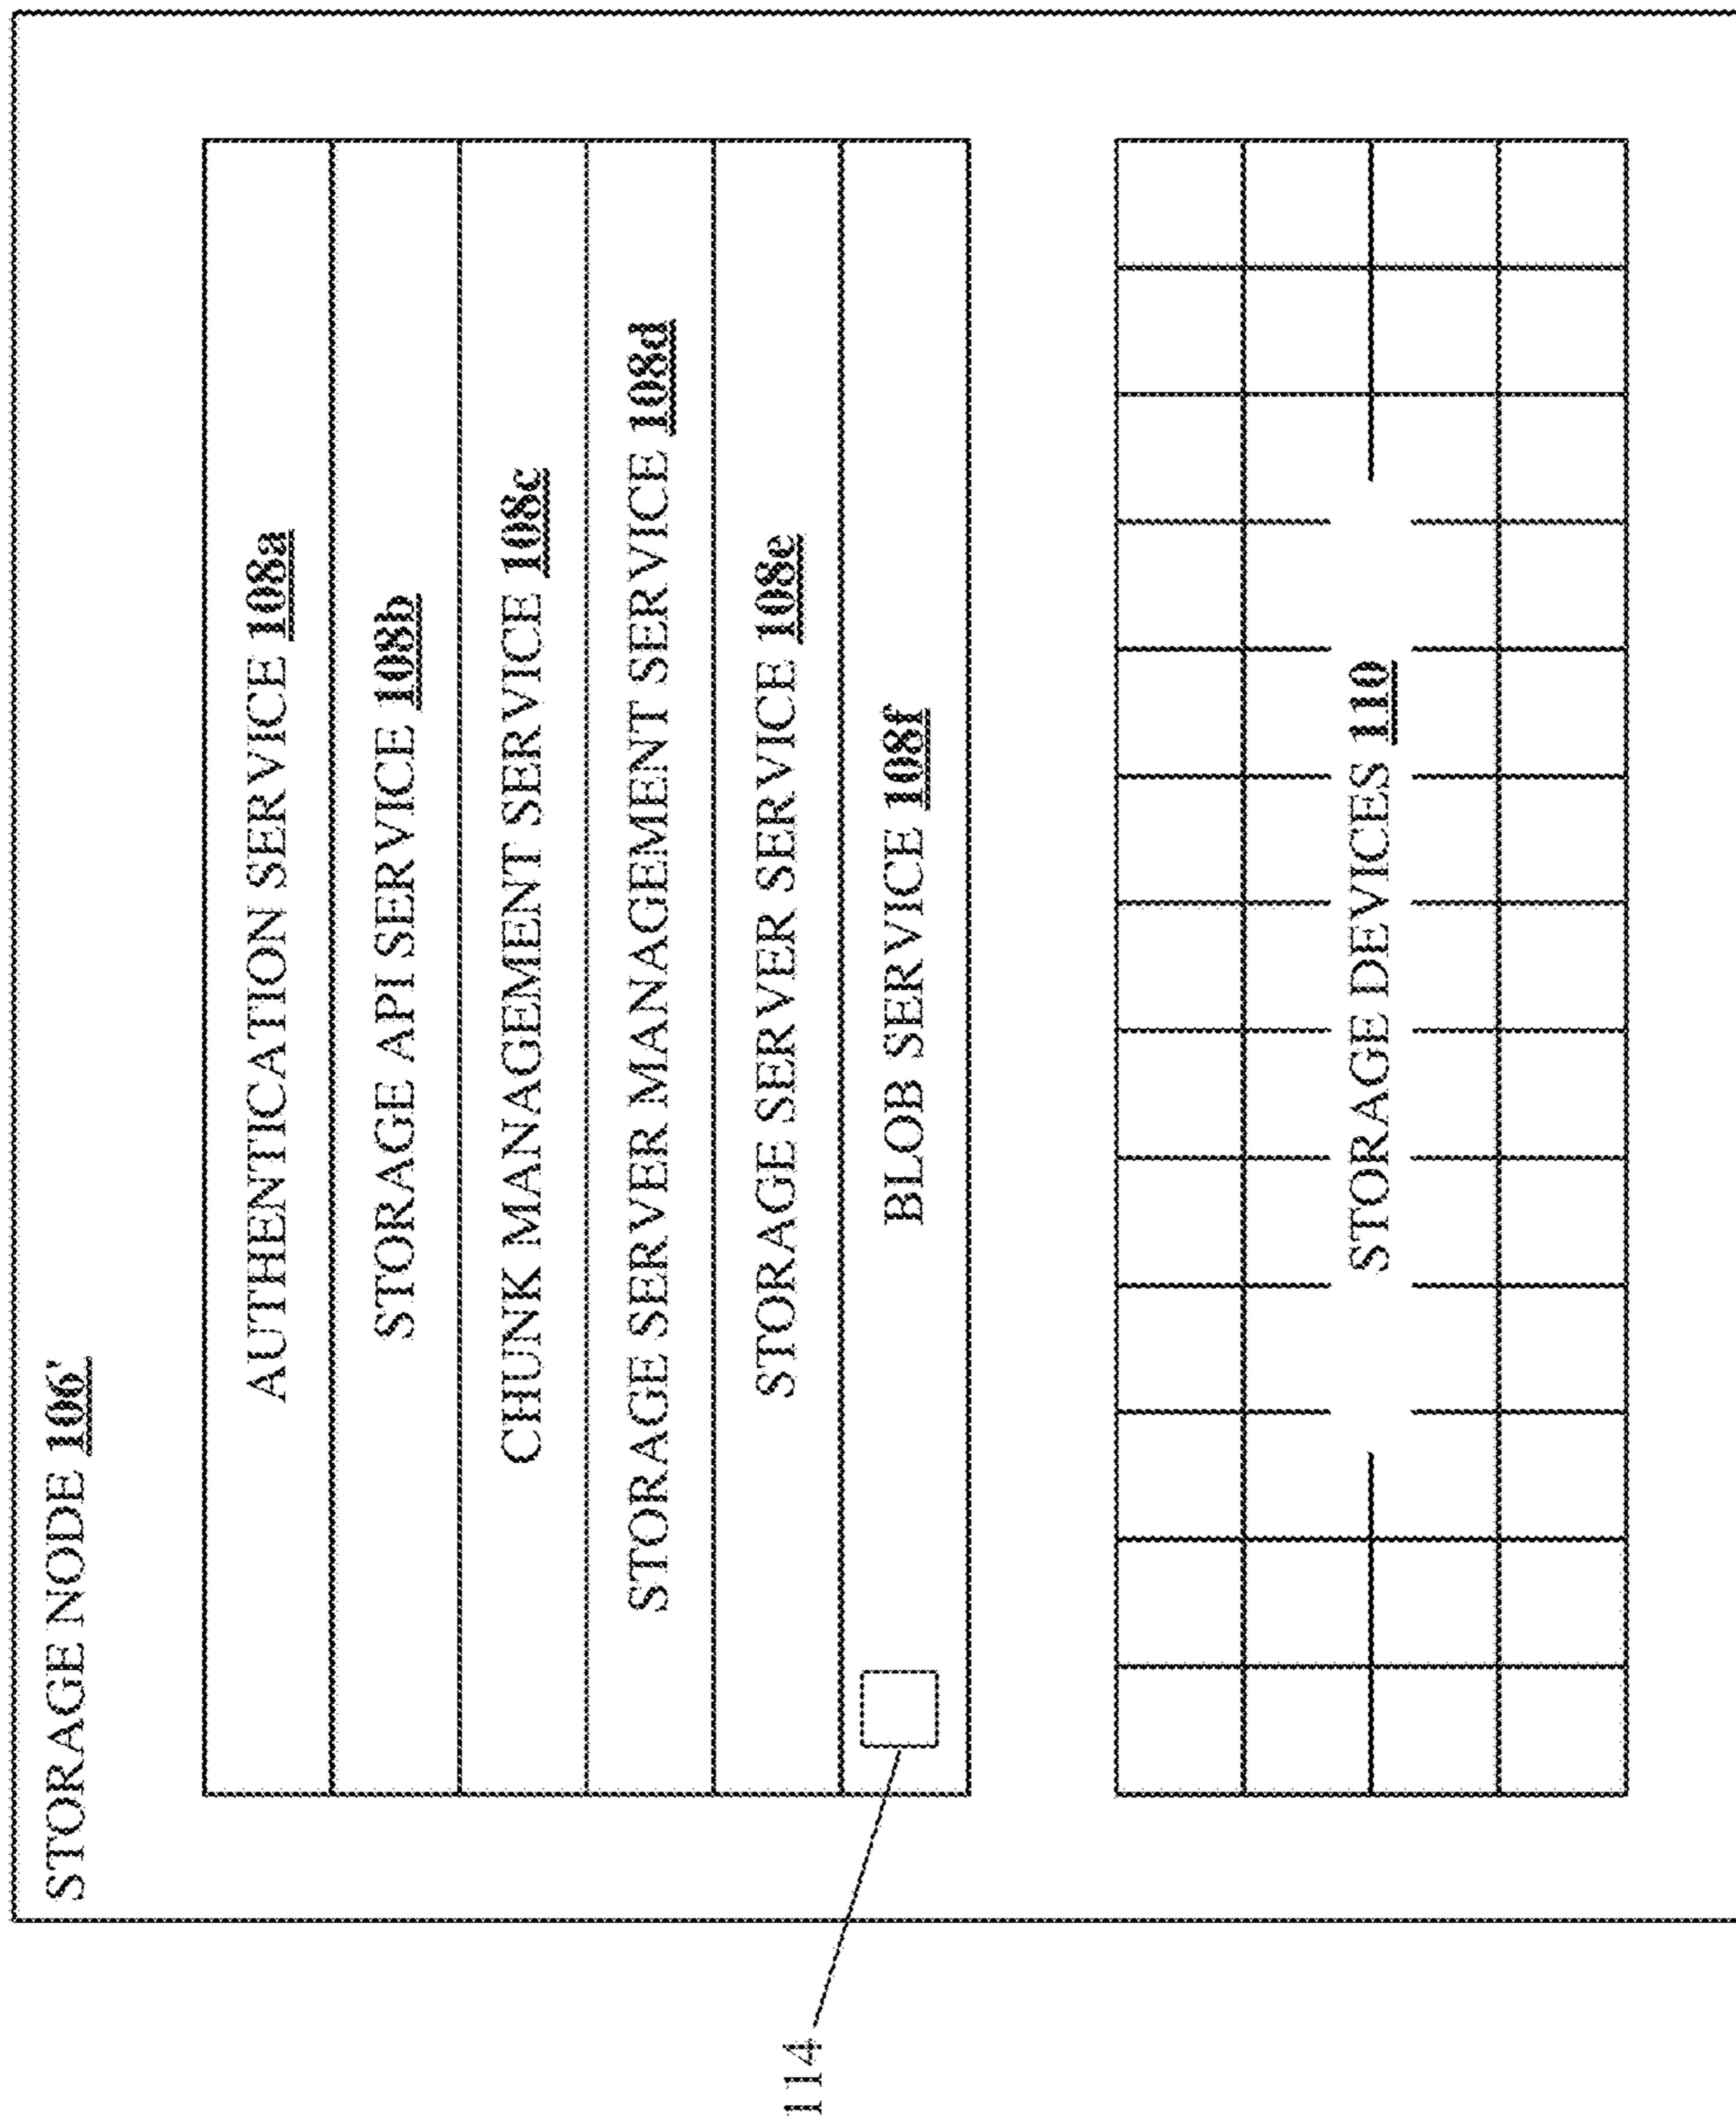 STORAGE NODE 106'
AUTHENTICATION SERVICE 108a
STORAGE API SERVICE 108b
CHUNK MANAGEMENT SERVICE 108c
STORAGE SERVER MANAGEMENT SERVICE 108d
STORAGE SERVER SERVICE 108e
BLOB SERVICE 108f
114
STORAGE DEVICES 110